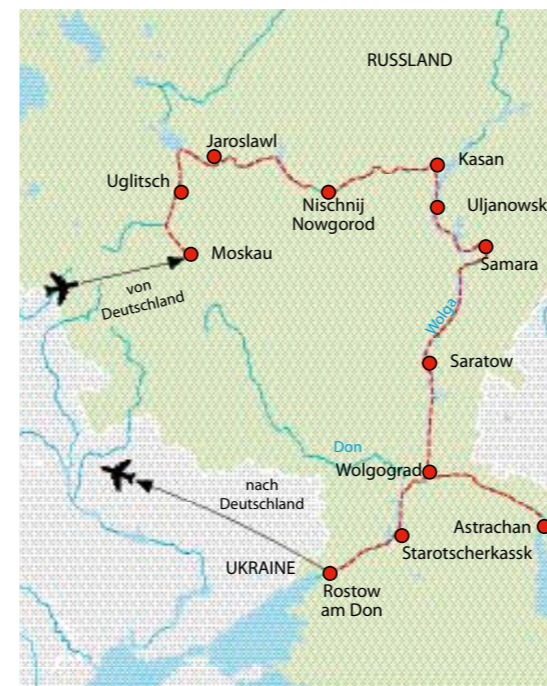 RUSSLAND
Jaroslawl
Kasan
Uglitsch
Nischnij
Nowgorod
Uljanowsk
Moskau
Samara
von
Deutschland
Wolga
Saratow
Don
Wolgograd
nach
Deutschland
Astrachan
Starotscherkassk
UKRAINE
Rostow
am Don